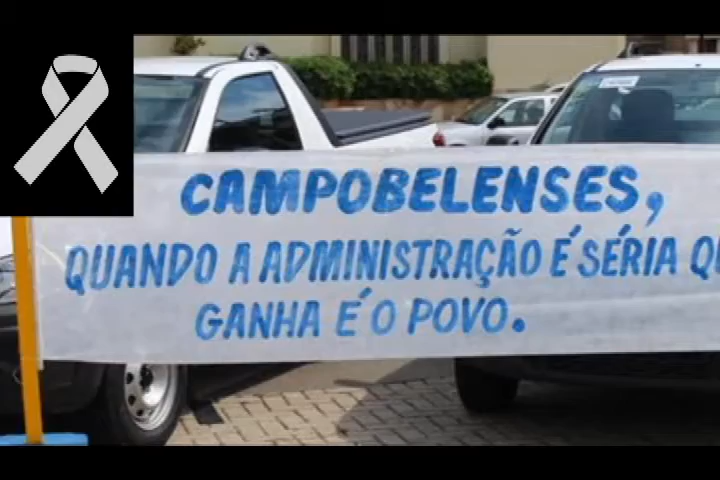 CAMPOBELENSES,
QUANDO A ADMINISTRAÇÃO É SÉRIA
GANHA É O POVO.